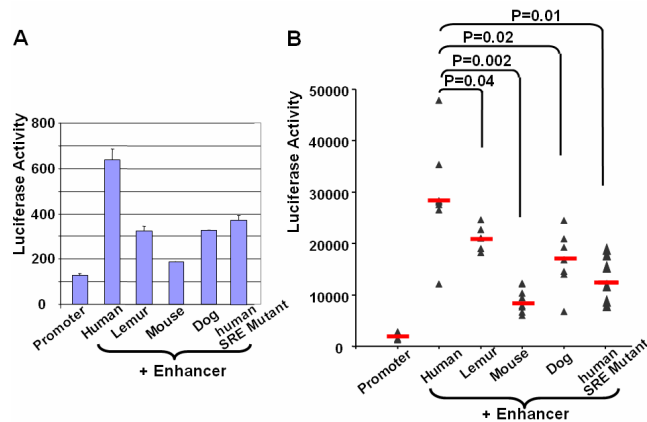 A
Luciferase Activity
800
600
400
200
0
Promoter
Human
Lemur
Mouse
Dog
human
SRE Mutant
+ Enhancer
B
P=0.01
P=0.02
P=0.002
P=0.04
Luciferase Activity
50000
40000
30000
20000
10000
0
Promoter
Human
Lemur
Mouse
Dog
human
SRE Mutant
+ Enhancer